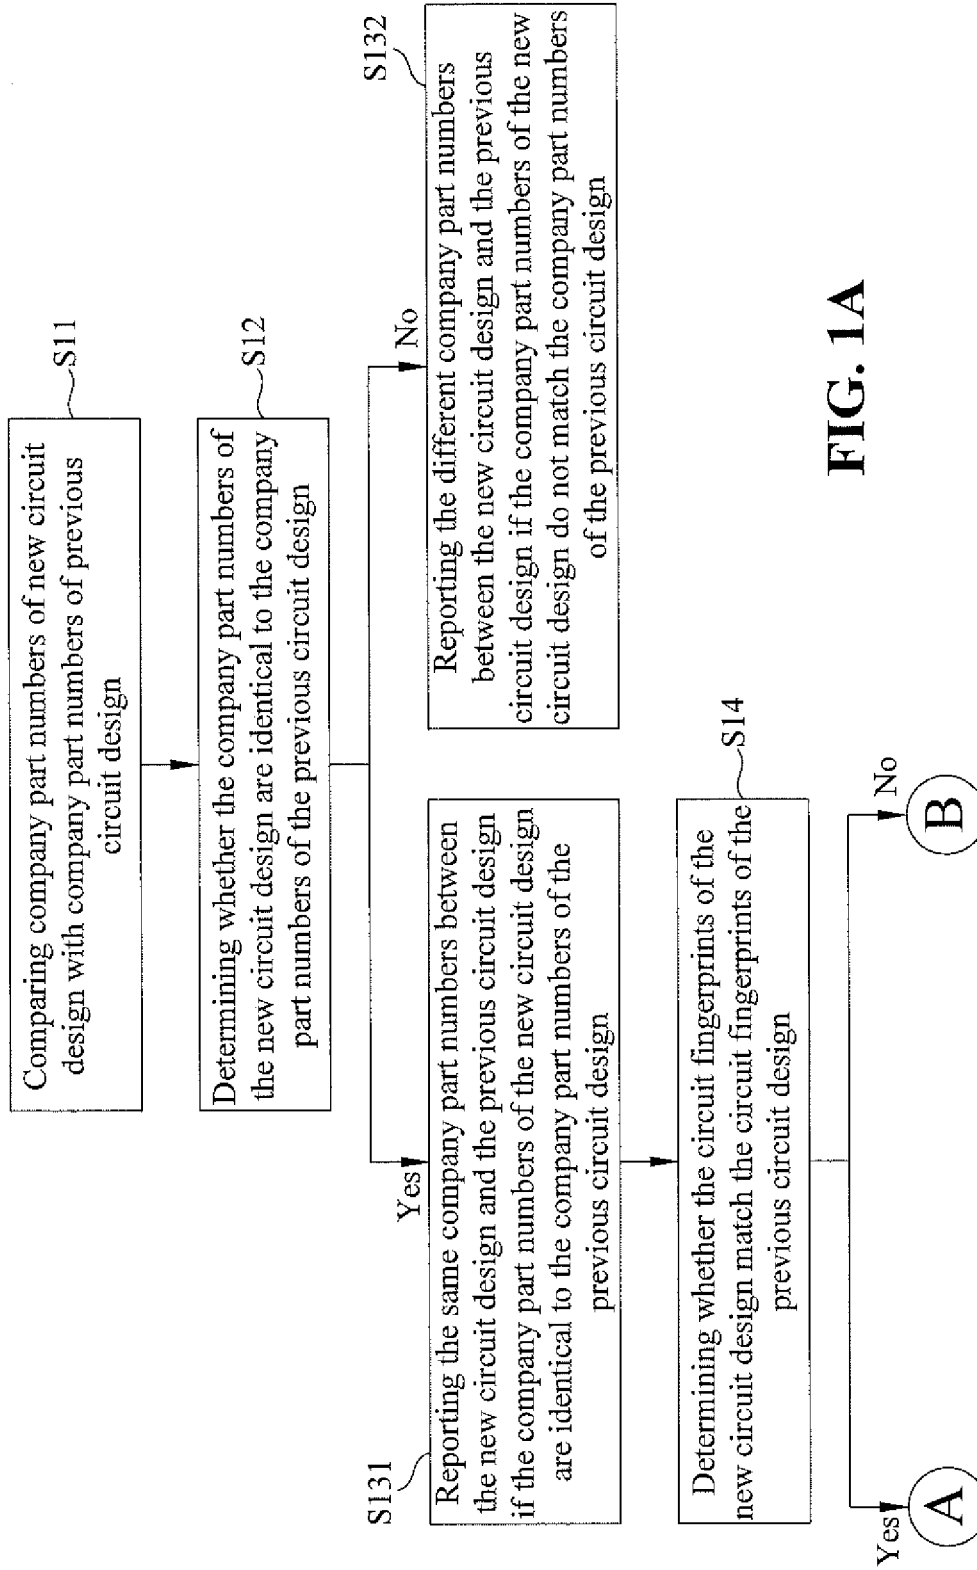 Comparing company part numbers of new circuit
design with company part numbers of previous
circuit design
S11
Determining whether the company part numbers of
the new circuit design are identical to the company
part numbers of the previous circuit design
S12
Yes
No
S131
Reporting the same company part numbers between
the new circuit design and the previous circuit design
if the company part numbers of the new circuit design
are identical to the company part numbers of the
previous circuit design
S132
Reporting the different company part numbers
between the new circuit design and the previous
circuit design if the company part numbers of the new
circuit design do not match the company part numbers
of the previous circuit design
Determining whether the circuit fingerprints of the
new circuit design match the circuit fingerprints of the
previous circuit design
S14
Yes
No
A
B
FIG. 1A